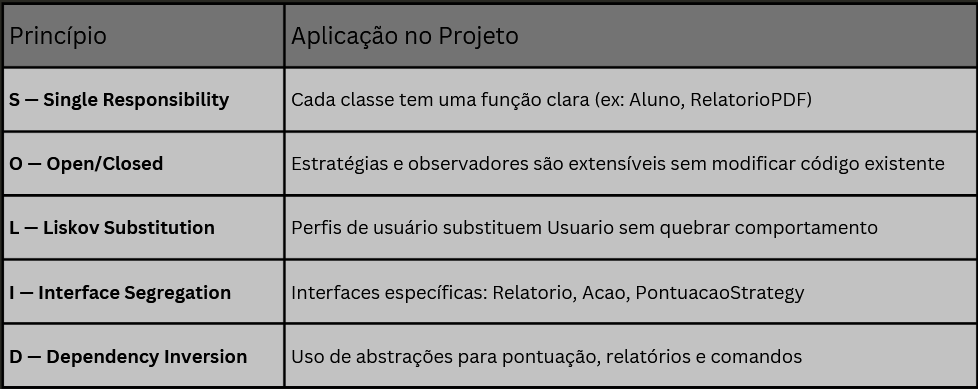 Princípio
Aplicação no Projeto
S — Single Responsibility
Cada classe tem uma função clara (ex: Aluno, RelatorioPDF)
O — Open/Closed
Estratégias e observadores são extensíveis sem modificar código existente
L — Liskov Substitution
Perfis de usuário substituem Usuario sem quebrar comportamento
I — Interface Segregation
Interfaces específicas: Relatorio, Acao, PontuacaoStrategy
D — Dependency Inversion
Uso de abstrações para pontuação, relatórios e comandos